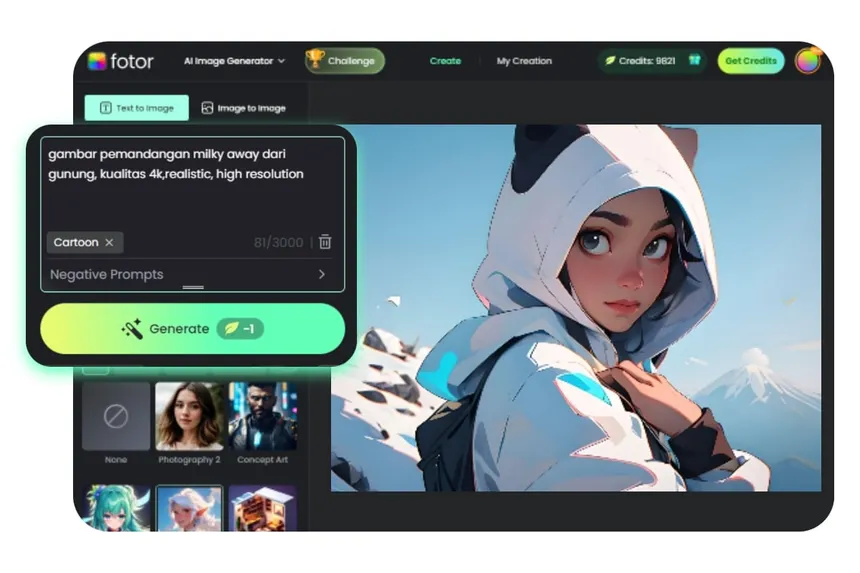 fotor
AI Image Generator
Challenge
Create
My Creation
Credits: 9821
Get Credits
Text to Image
Image to Image
gambar pemandangan milky away dari
gunung, kualitas 4k,realistic, high resolution
Cartoon ×
81/3000
Negative Prompts
Generate
-1
None
Photography 2
Concept Art